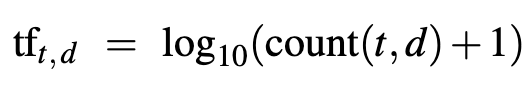 tf_{t,d} = log_{10}(count(t,d)+1)